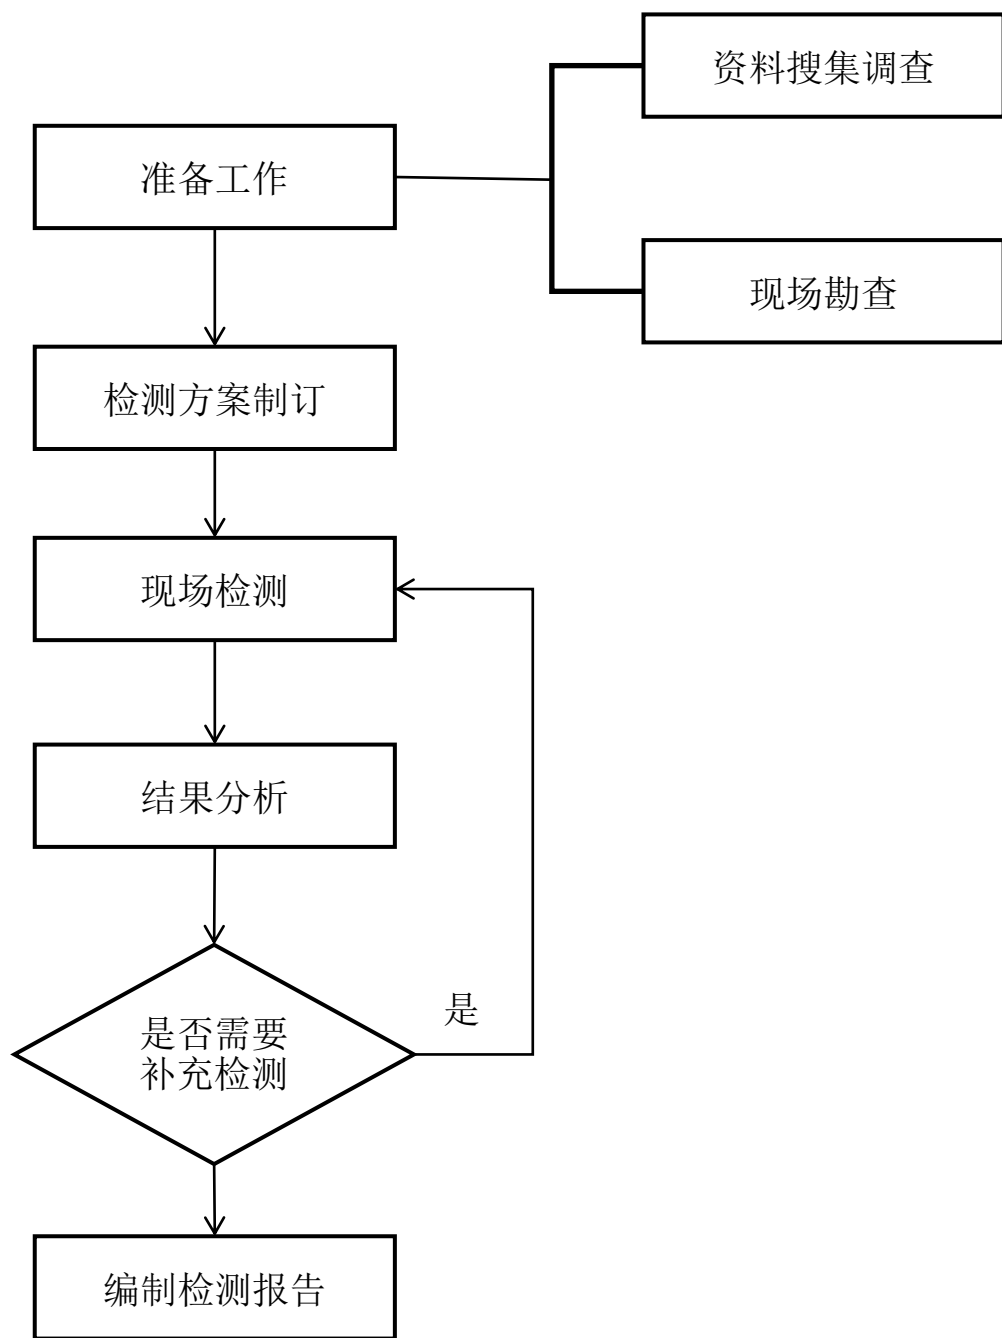 资料搜集调查
准备工作
现场勘查
检测方案制订
现场检测
结果分析
是
是否需要
补充检测
编制检测报告